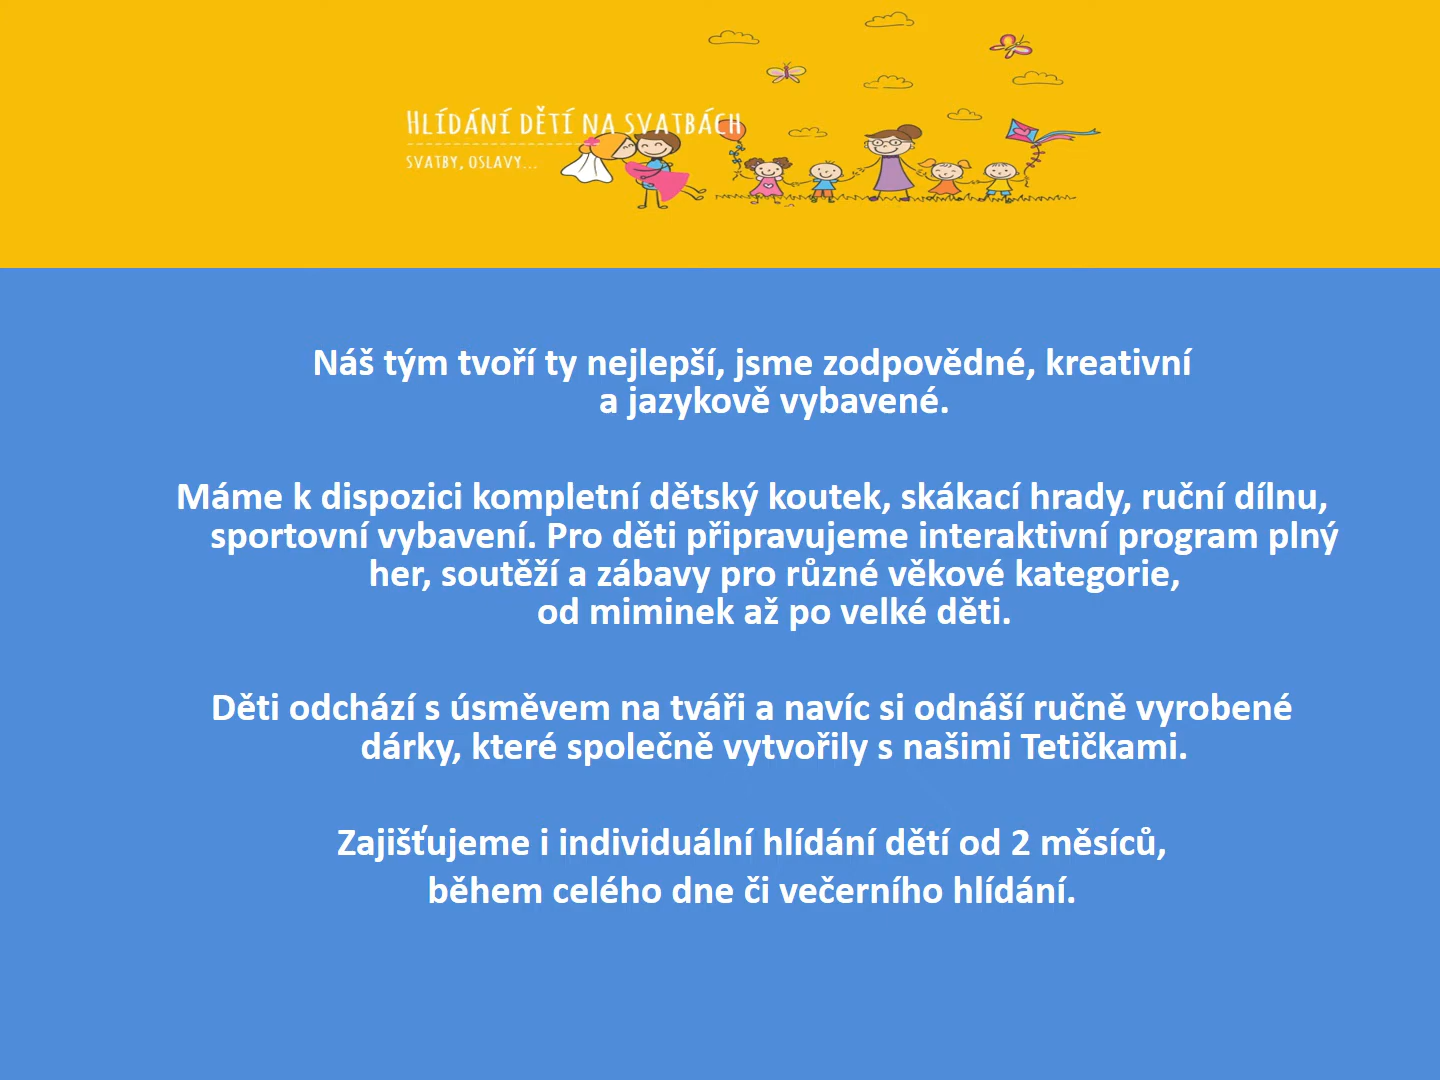 Hlídání dětí na svatbách
svatby, oslavy...
Náš tým tvoří ty nejlepší, jsme zodpovědné, kreativní
a jazykově vybavené.
Máme k dispozici kompletní dětský koutek, skákací hrady, ruční dílnu,
sportovní vybavení. Pro děti připravujeme interaktivní program plný
her, soutěží a zábavy pro různé věkové kategorie,
od miminek až po velké děti.
Děti odchází s úsměvem na tváři a navíc si odnáší ručně vyrobené
dárky, které společně vytvořily s našimi Tetičkami.
Zajišťujeme i individuální hlídání dětí od 2 měsíců,
během celého dne či večerního hlídání.